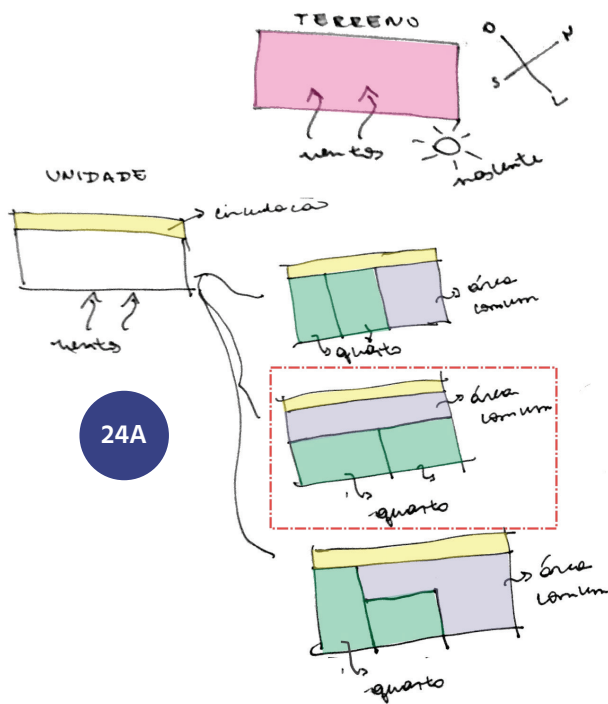 TERRENO
O
N
S
L
ventos
nascente
UNIDADE
circulação
ventos
área
comum
quarto
24A
área
comum
quarto
área
comum
quarto